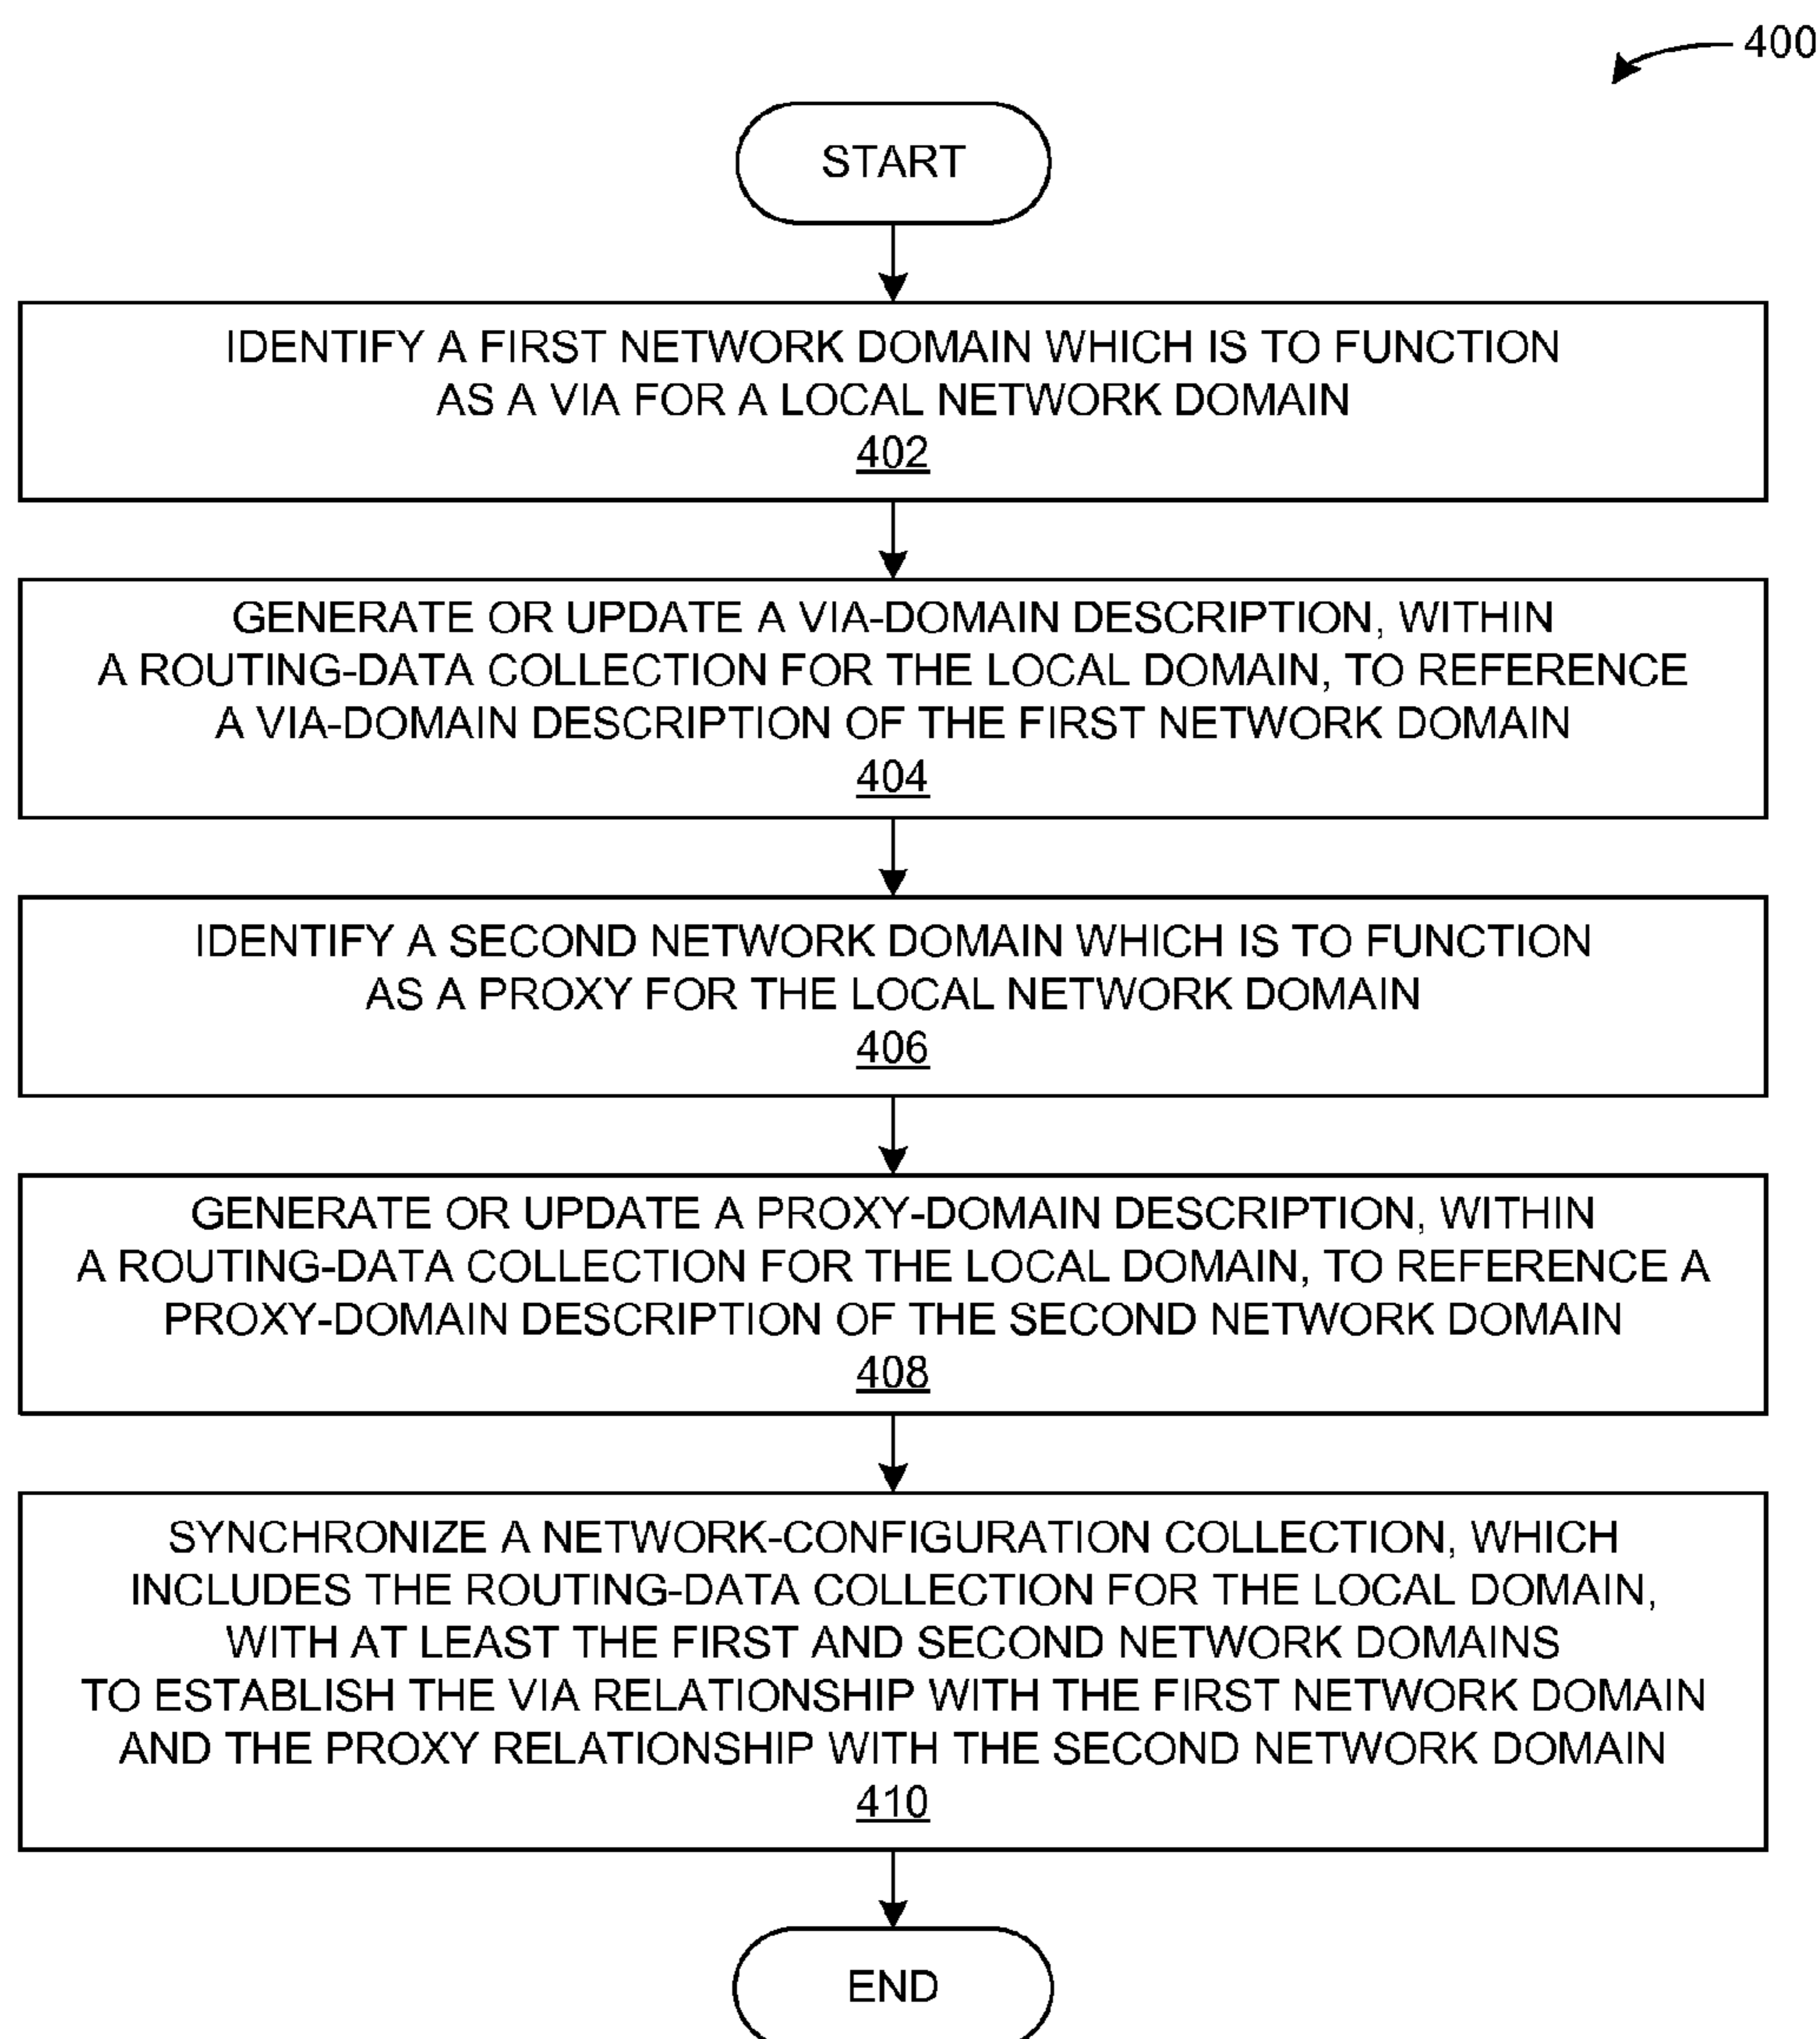 400
START
IDENTIFY A FIRST NETWORK DOMAIN WHICH IS TO FUNCTION
AS A VIA FOR A LOCAL NETWORK DOMAIN
402
GENERATE OR UPDATE A VIA-DOMAIN DESCRIPTION, WITHIN
A ROUTING-DATA COLLECTION FOR THE LOCAL DOMAIN, TO REFERENCE
A VIA-DOMAIN DESCRIPTION OF THE FIRST NETWORK DOMAIN
404
IDENTIFY A SECOND NETWORK DOMAIN WHICH IS TO FUNCTION
AS A PROXY FOR THE LOCAL NETWORK DOMAIN
406
GENERATE OR UPDATE A PROXY-DOMAIN DESCRIPTION, WITHIN
A ROUTING-DATA COLLECTION FOR THE LOCAL DOMAIN, TO REFERENCE A
PROXY-DOMAIN DESCRIPTION OF THE SECOND NETWORK DOMAIN
408
SYNCHRONIZE A NETWORK-CONFIGURATION COLLECTION, WHICH
INCLUDES THE ROUTING-DATA COLLECTION FOR THE LOCAL DOMAIN,
WITH AT LEAST THE FIRST AND SECOND NETWORK DOMAINS
TO ESTABLISH THE VIA RELATIONSHIP WITH THE FIRST NETWORK DOMAIN
AND THE PROXY RELATIONSHIP WITH THE SECOND NETWORK DOMAIN
410
END